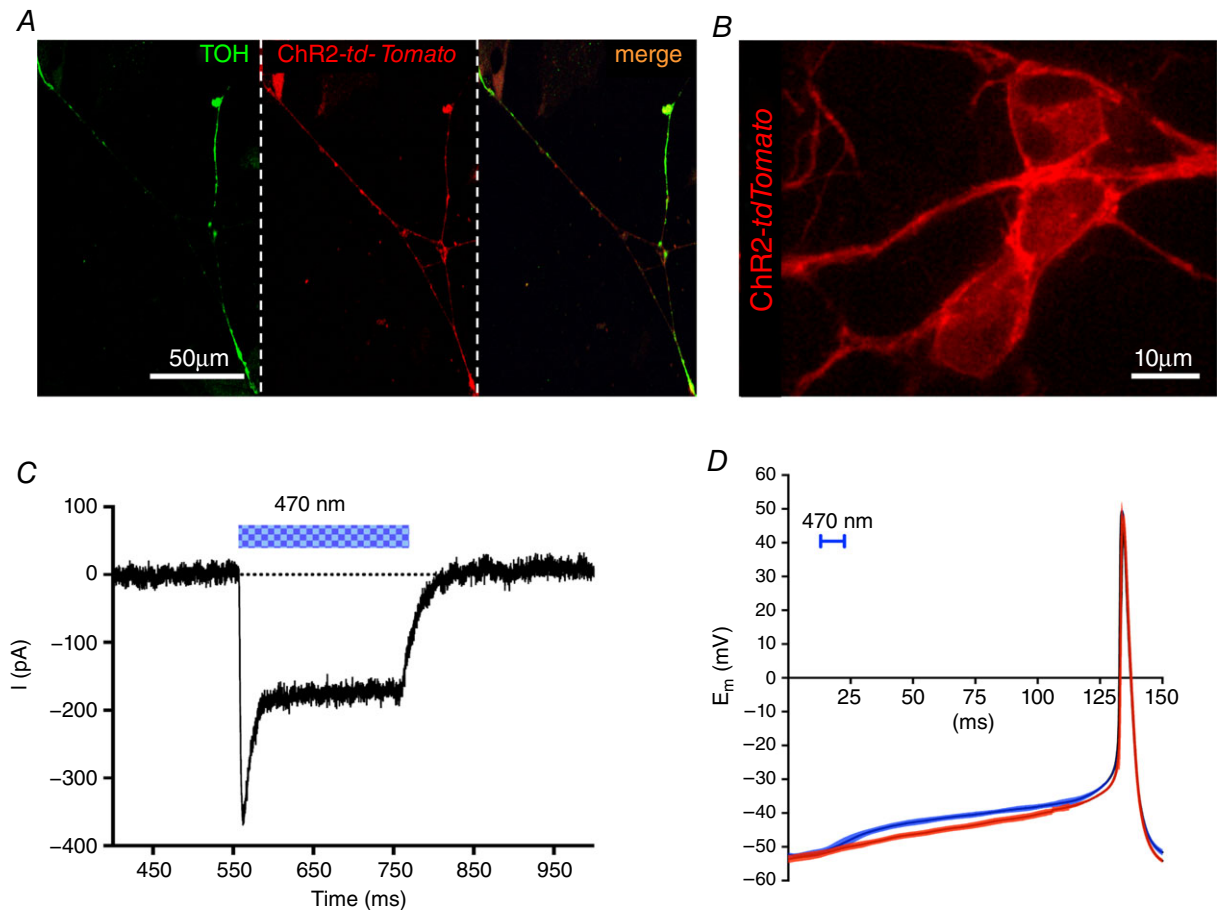 A
TOH
ChR2-td-Tomato
merge
50μm
B
ChR2-tdTomato
10μm
C
470 nm
100
0
−100
−200
−300
−400
I (pA)
450 550 650 750 850 950
Time (ms)
D
470 nm
60
50
40
30
20
10
0
−10
−20
−30
−40
−50
−60
Em (mV)
25 50 75 100 125 150
(ms)